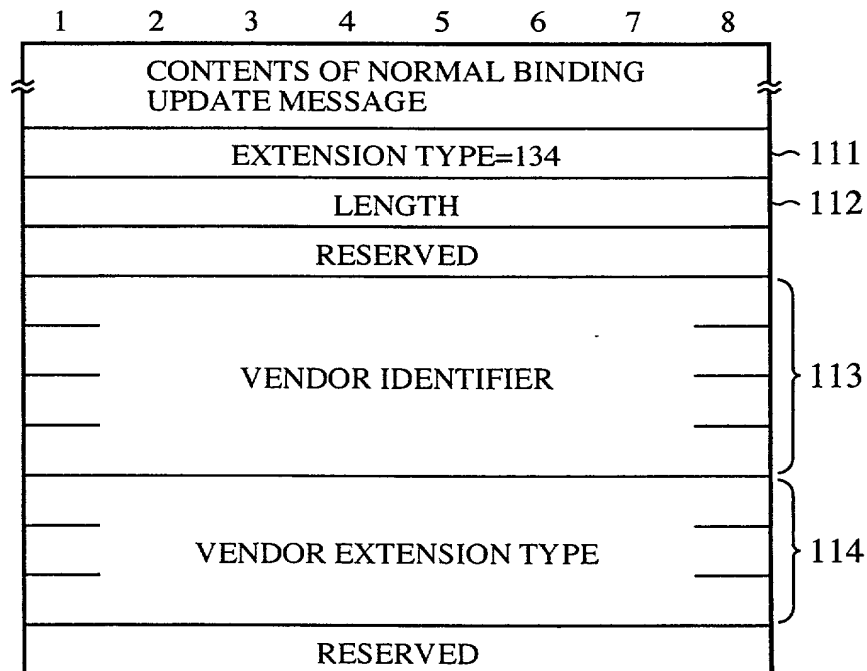 1 2 3 4 5 6 7 8
CONTENTS OF NORMAL BINDING
UPDATE MESSAGE
EXTENSION TYPE=134 111
LENGTH 112
RESERVED
VENDOR IDENTIFIER 113
VENDOR EXTENSION TYPE 114
RESERVED